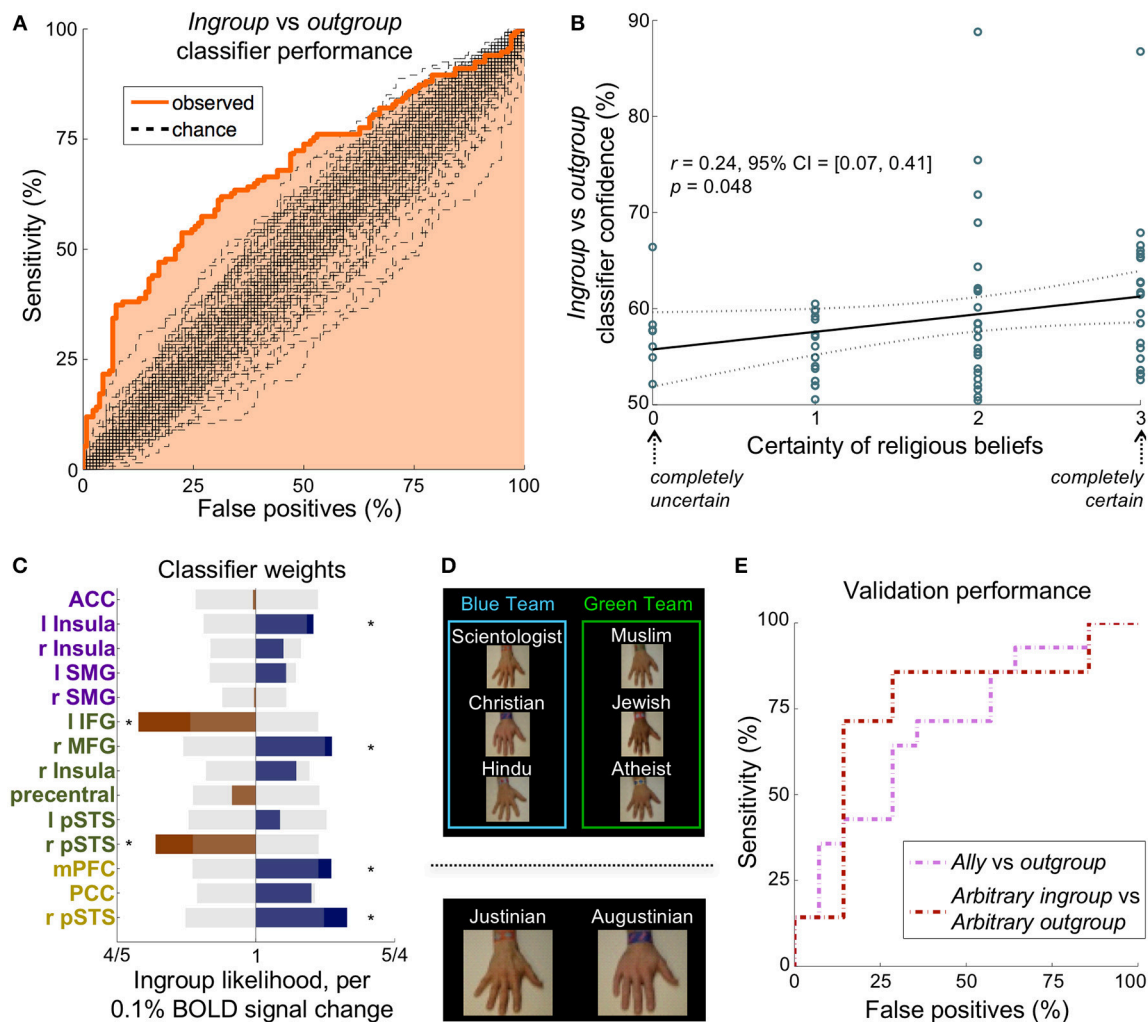 A
Ingroup vs outgroup
classifier performance
observed
chance
Sensitivity (%)
100
75
50
25
0
0 25 50 75 100
False positives (%)
B
Ingroup vs outgroup
classifier confidence (%)
90
80
70
60
50
r = 0.24, 95% CI = [0.07, 0.41]
p = 0.048
0 1 2 3
Certainty of religious beliefs
completely
uncertain
completely
certain
C
Classifier weights
ACC
l Insula
*
r Insula
l SMG
r SMG
l IFG
*
r MFG
*
r Insula
precentral
l pSTS
r pSTS
*
mPFC
*
PCC
r pSTS
*
4/5 1 5/4
Ingroup likelihood, per
0.1% BOLD signal change
D
Blue Team Green Team
Scientologist Muslim
Christian Jewish
Hindu Atheist
Justinian Augustinian
E
Validation performance
Sensitivity (%)
100
75
50
25
0
Ally vs outgroup
Arbitrary ingroup vs
Arbitrary outgroup
0 25 50 75 100
False positives (%)